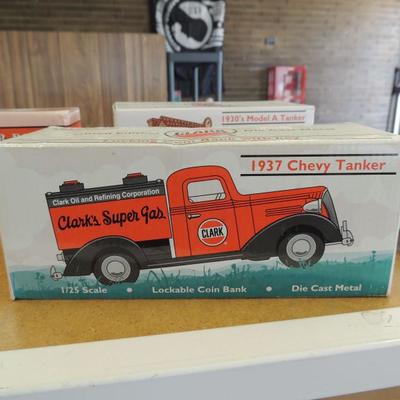 1930's Model A Tanker
CLARK
1937 Chevy Tanker
Clark Oil and Refining Corporation
Clark's Super Gas
CLARK
1/25 Scale • Lockable Coin Bank • Die Cast Metal